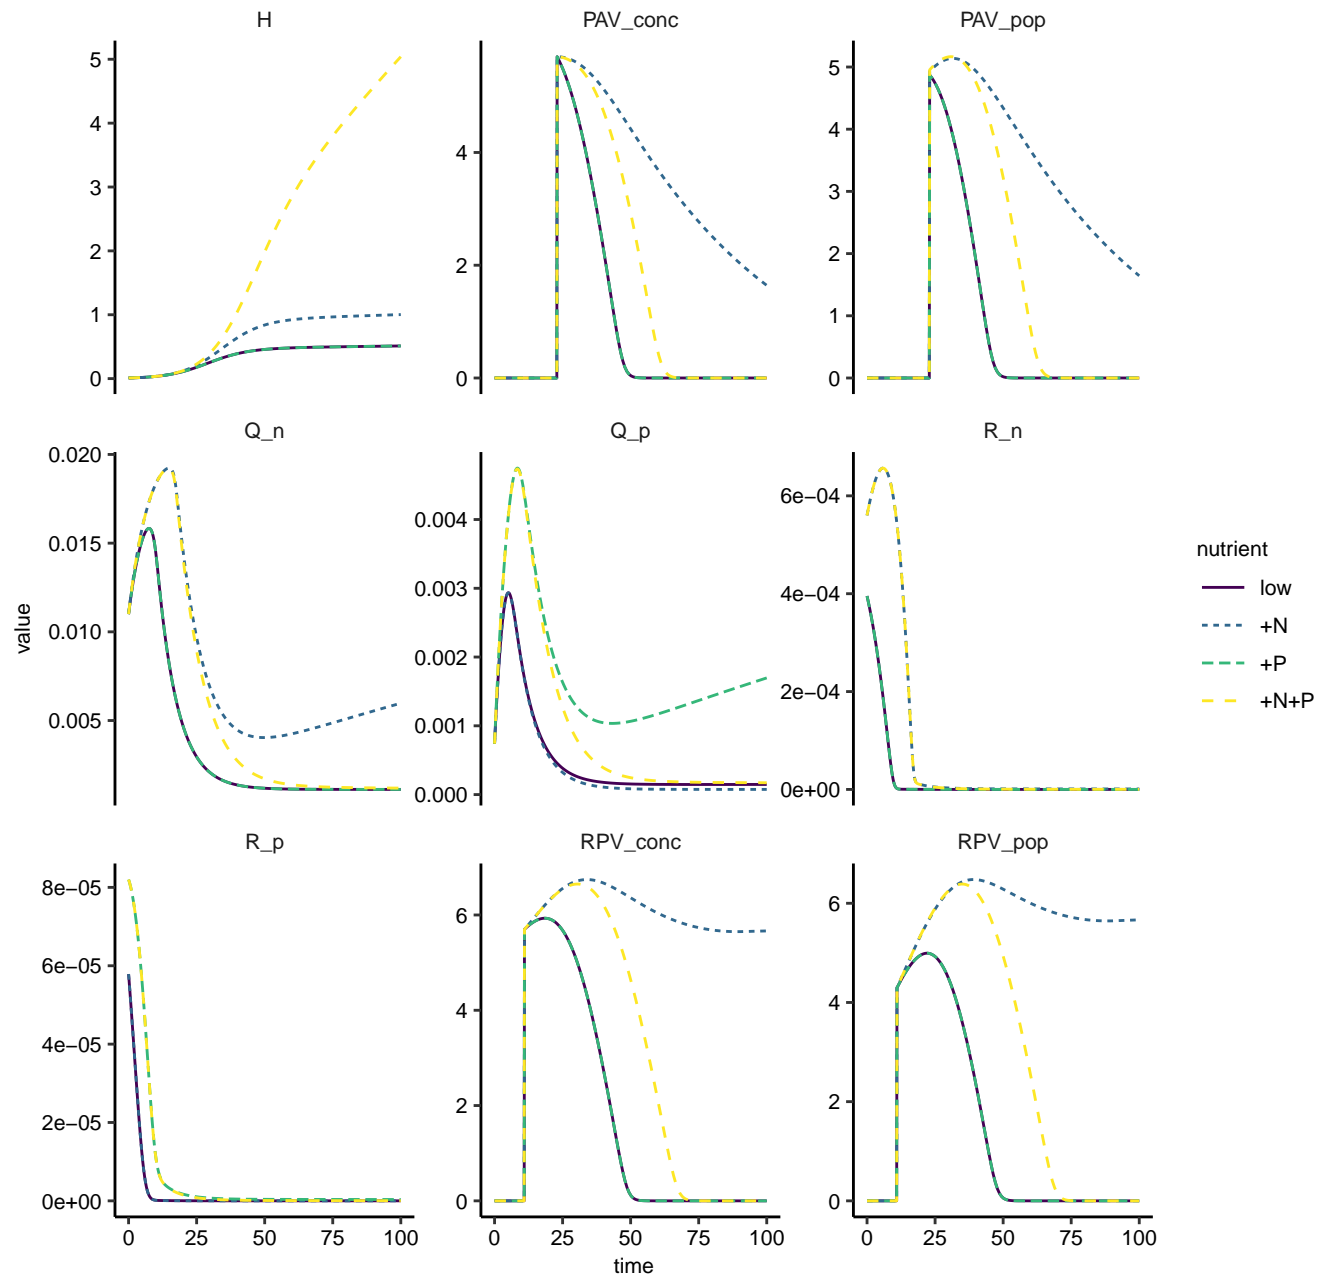 H
PAV_conc
PAV_pop
5
4
3
2
1
0
4
2
0
5
4
3
2
1
0
Q_n
Q_p
R_n
0.020
0.015
0.010
0.005
0.004
0.003
0.002
0.001
0.000
6e−04
4e−04
2e−04
0e+00
value
nutrient
low
+N
+P
+N+P
R_p
RPV_conc
RPV_pop
8e−05
6e−05
4e−05
2e−05
0e+00
6
4
2
0
6
4
2
0
0 25 50 75 100
0 25 50 75 100
0 25 50 75 100
time